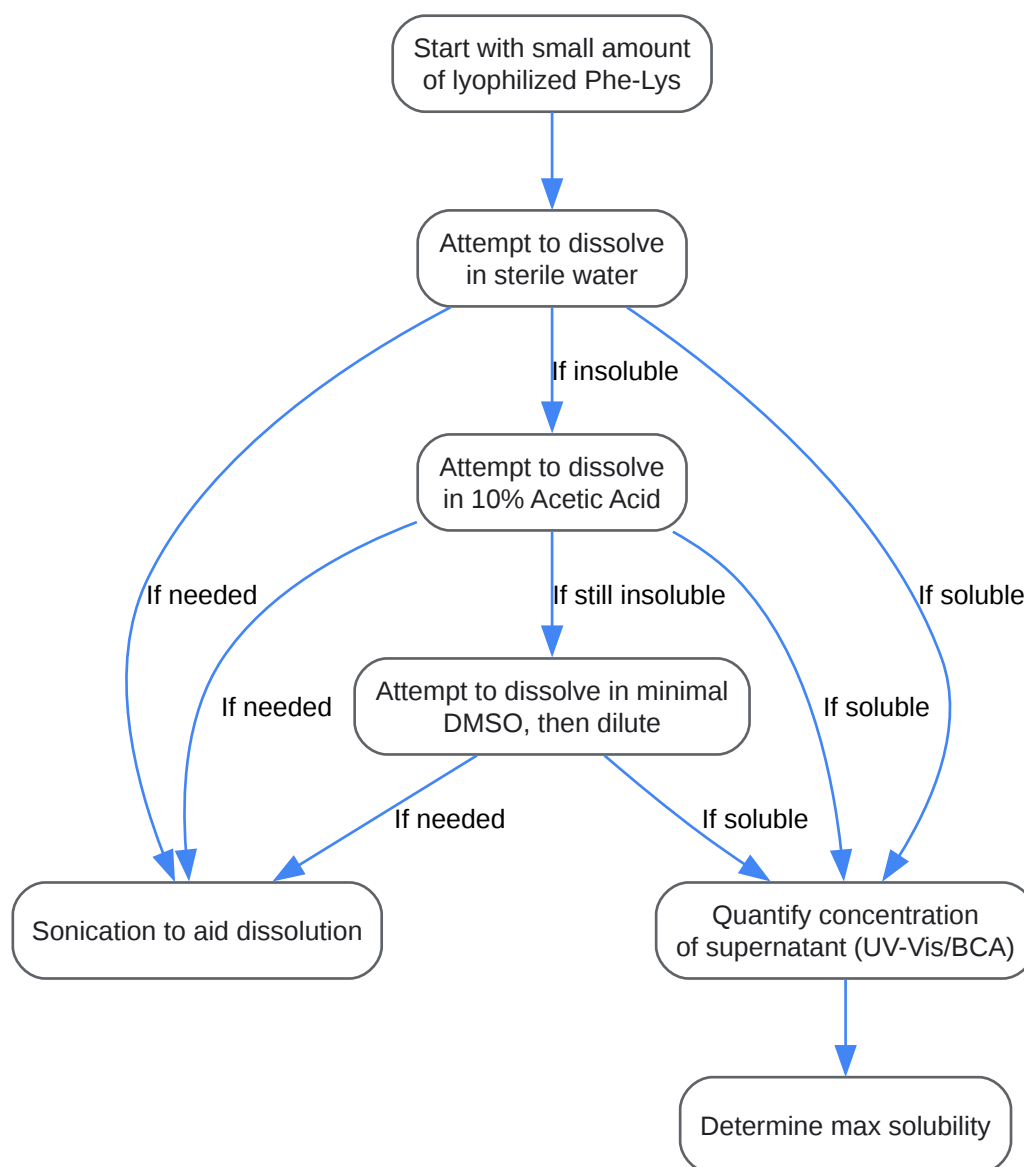 Start with small amount
of lyophilized Phe-Lys
Attempt to dissolve
in sterile water
If insoluble
Attempt to dissolve
in 10% Acetic Acid
If needed
If still insoluble
If soluble
Attempt to dissolve in minimal
DMSO, then dilute
If needed
If soluble
If needed
If soluble
Sonication to aid dissolution
Quantify concentration
of supernatant (UV-Vis/BCA)
Determine max solubility